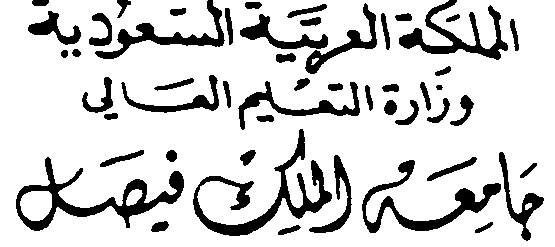 المملكة العربية السعودية
وزارة التعليم العالي
جامعة الملك فيصل